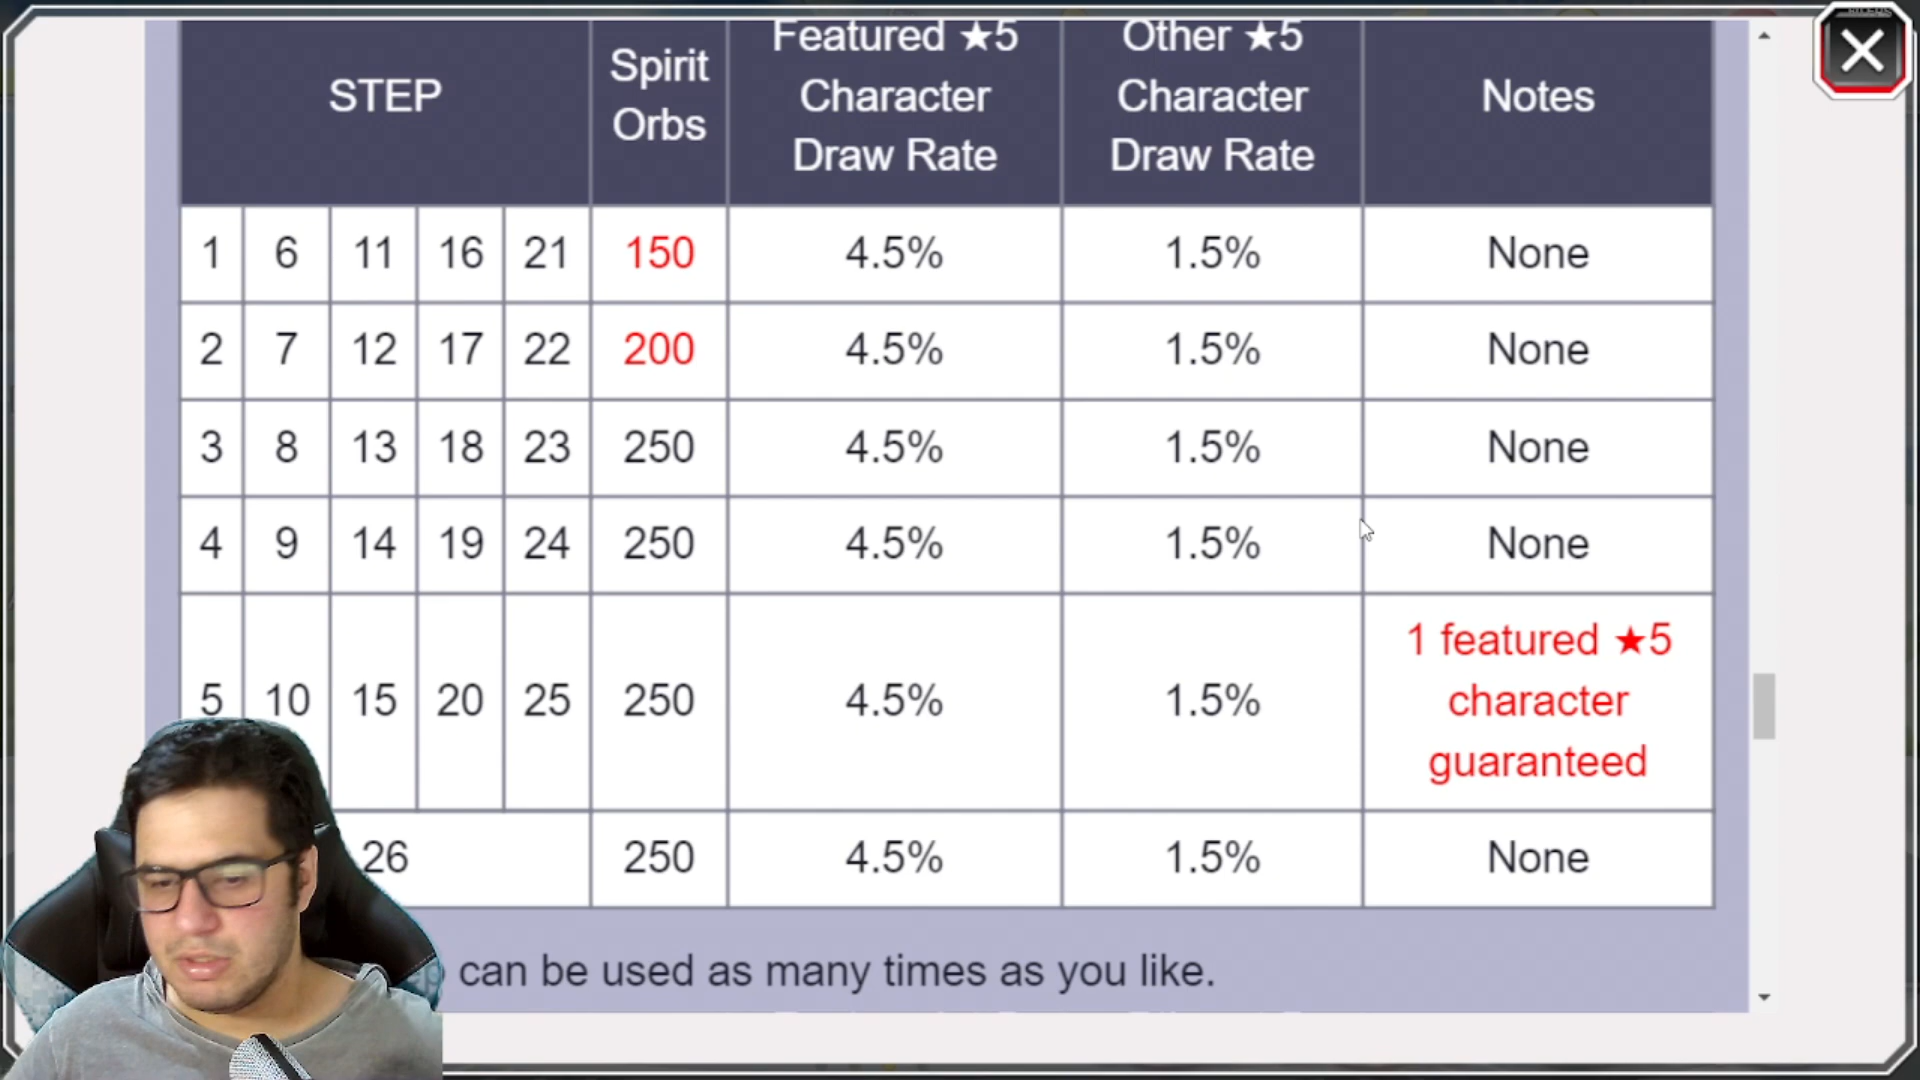 STEP Spirit Orbs Featured ★5 Character Draw Rate Other ★5 Character Draw Rate Notes
1 6 11 16 21 150 4.5% 1.5% None
2 7 12 17 22 200 4.5% 1.5% None
3 8 13 18 23 250 4.5% 1.5% None
4 9 14 19 24 250 4.5% 1.5% None
5 10 15 20 25 250 4.5% 1.5% 1 featured ★5 character guaranteed
26 250 4.5% 1.5% None
can be used as many times as you like.